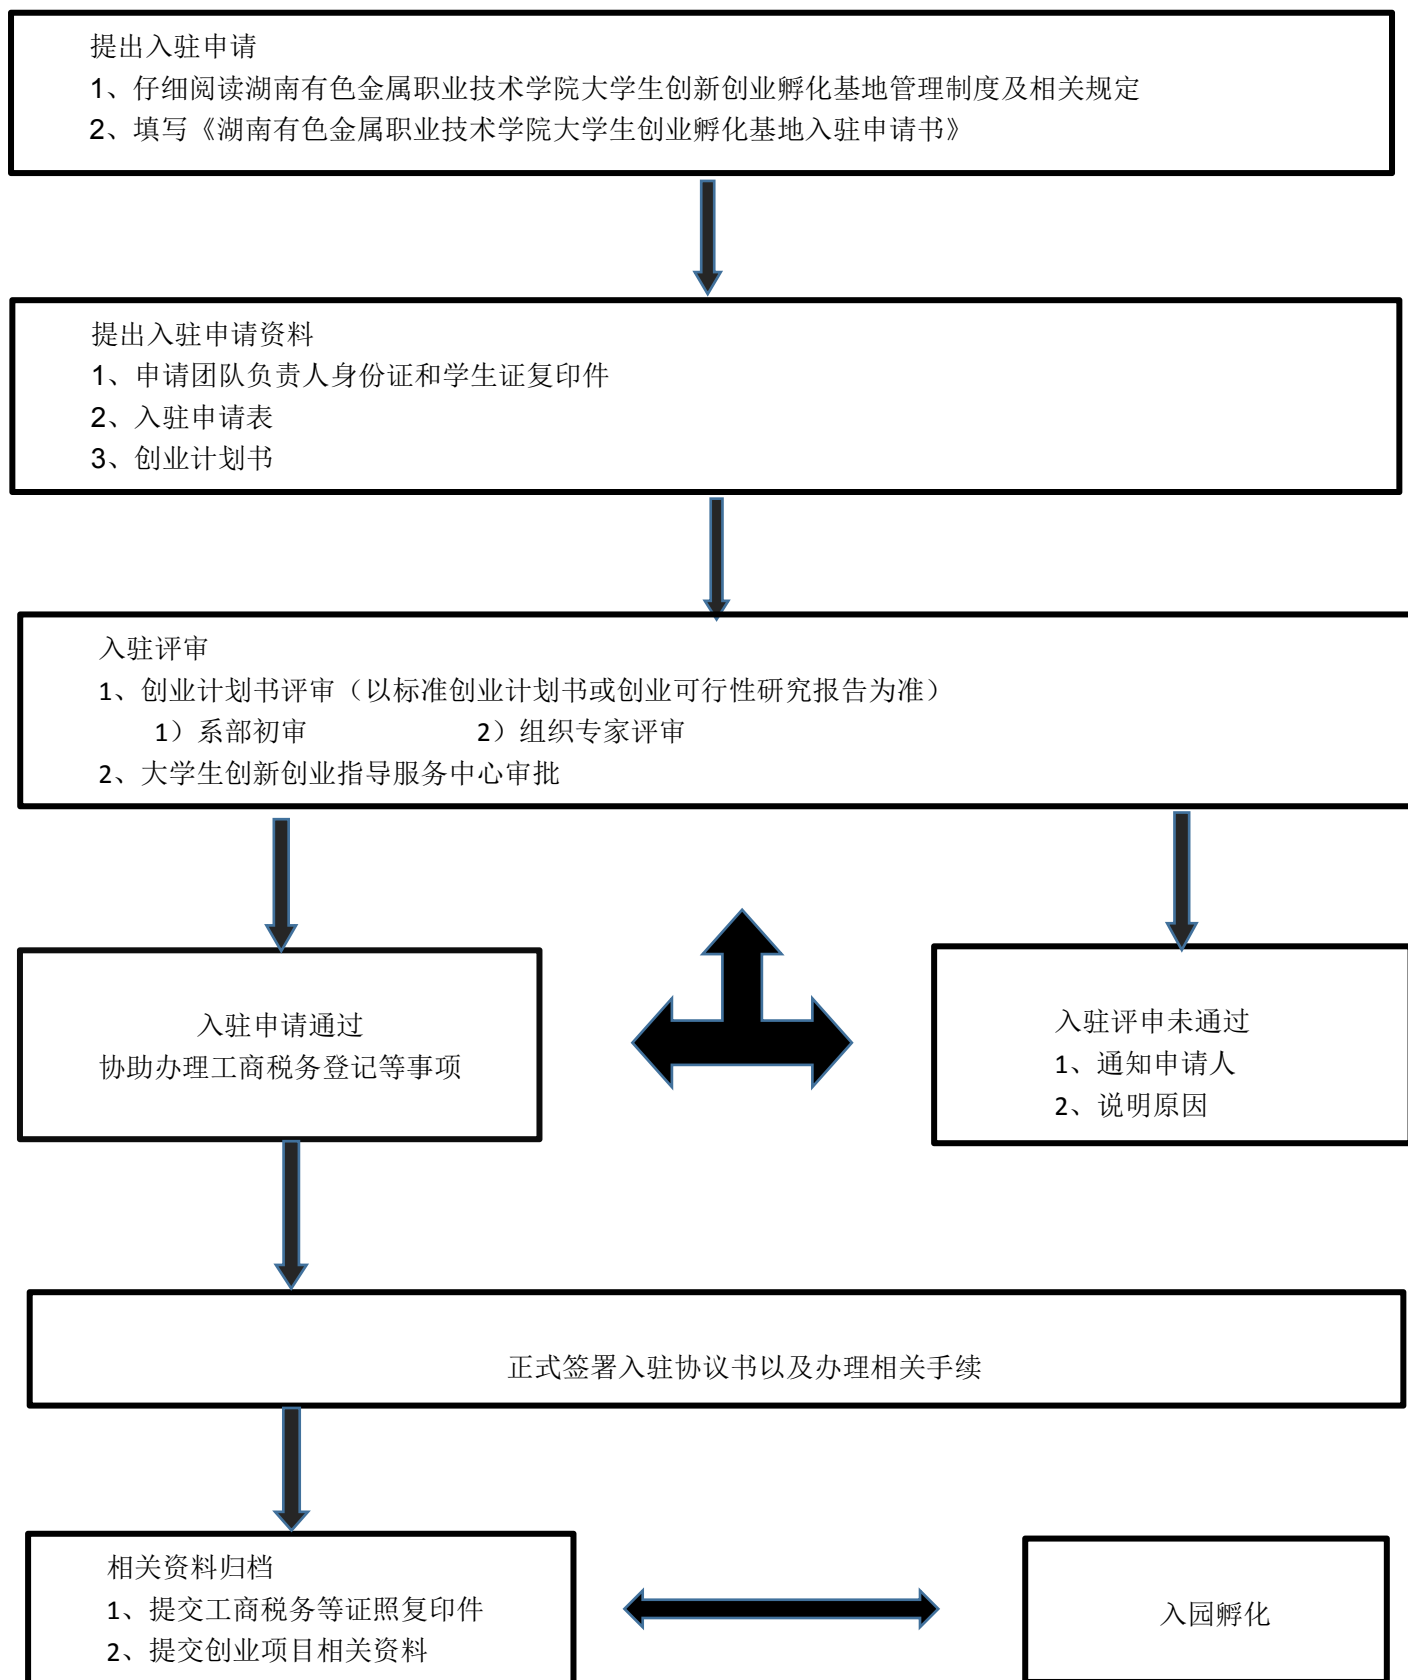 提出入驻申请
1、仔细阅读湖南有色金属职业技术学院大学生创新创业孵化基地管理制度及相关规定
2、填写《湖南有色金属职业技术学院大学生创业孵化基地入驻申请书》
提出入驻申请资料
1、申请团队负责人身份证和学生证复印件
2、入驻申请表
3、创业计划书
入驻评审
1、创业计划书评审（以标准创业计划书或创业可行性研究报告为准）
1）系部初审 2）组织专家评审
2、大学生创新创业指导服务中心审批
入驻申请通过
协助办理工商税务登记等事项
入驻评申未通过
1、通知申请人
2、说明原因
正式签署入驻协议书以及办理相关手续
相关资料归档
1、提交工商税务等证照复印件
2、提交创业项目相关资料
入园孵化